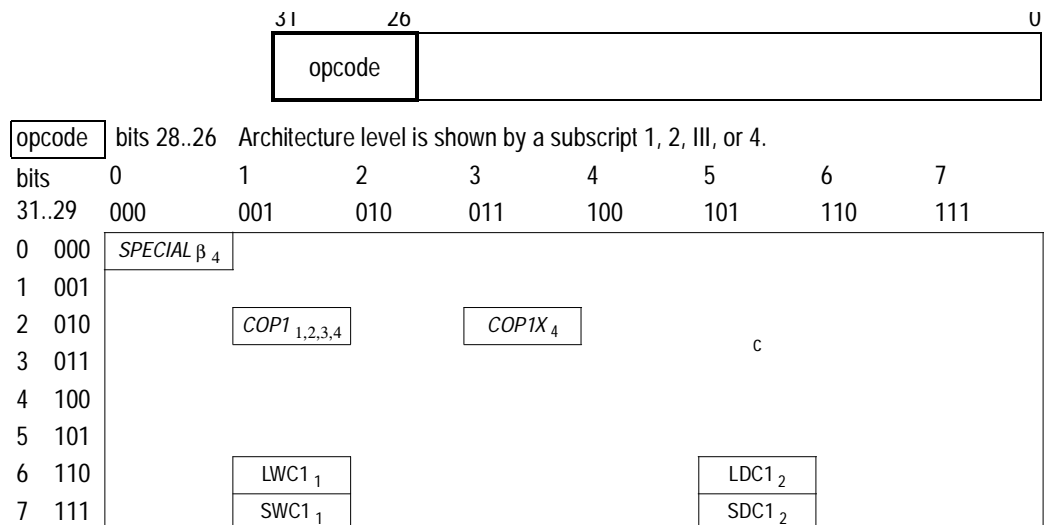 31 26 0
opcode
opcode bits 28..26 Architecture level is shown by a subscript 1, 2, III, or 4.
bits 0 1 2 3 4 5 6 7
31..29 000 001 010 011 100 101 110 111
0 000 SPECIAL β 4
1 001
2 010 COP1 1,2,3,4 COP1X 4
c
3 011
4 100
5 101
6 110 LWC1 1 LDC1 2
7 111 SWC1 1 SDC1 2